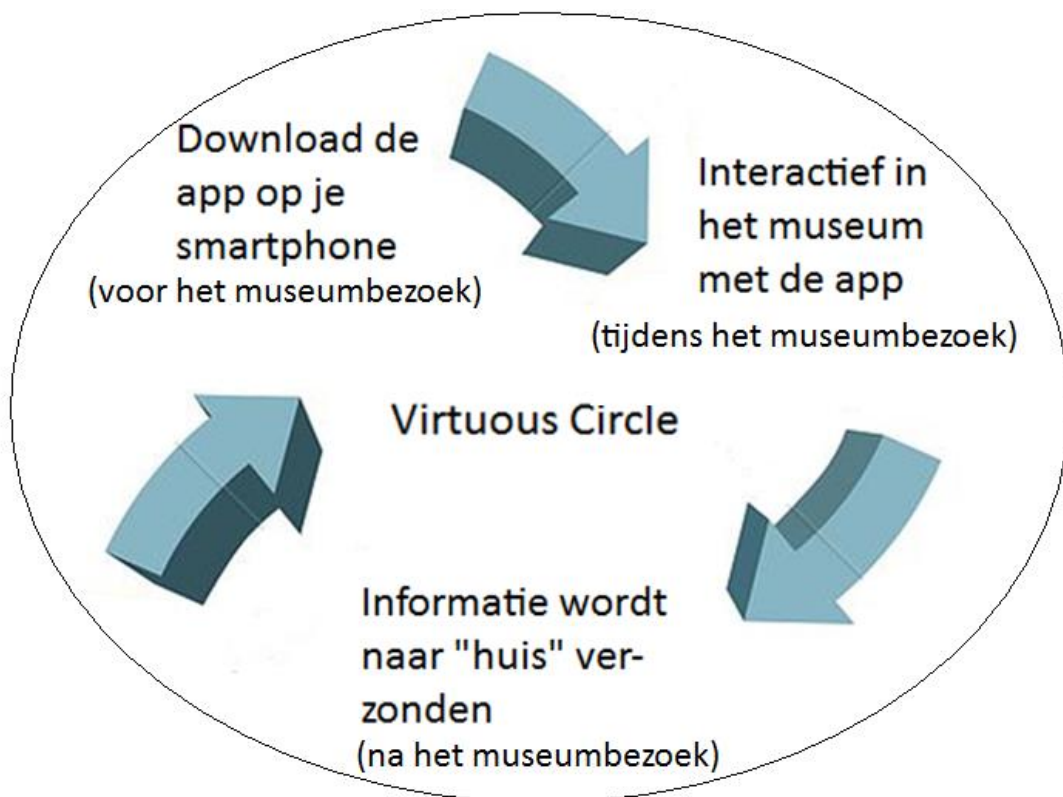 Download de
app op je
smartphone
(voor het museumbezoek)
Interactief in
het museum
met de app
(tijdens het museumbezoek)
Virtuous Circle
Informatie wordt
naar "huis" ver-
zonden
(na het museumbezoek)